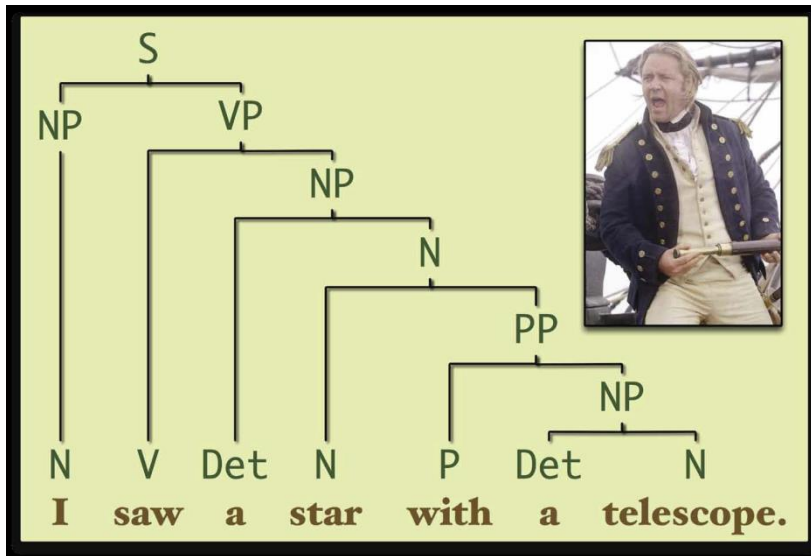 S
NP VP
NP
N
PP
NP
N V Det N P Det N
I saw a star with a telescope.